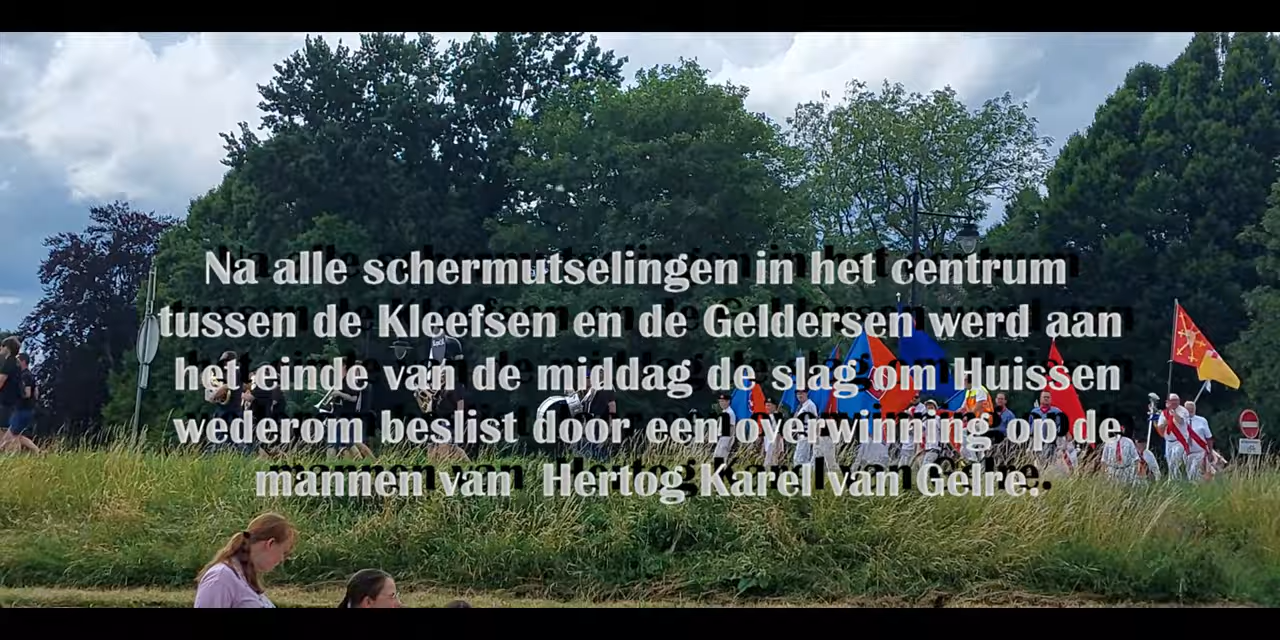 Na alle schermutselingen in het centrum
tussen de Kleefsen en de Geldersen werd aan
het einde van de middag de slag om Huissen
wederom beslist door een overwinning op de
mannen van Hertog Karel van Gelre.